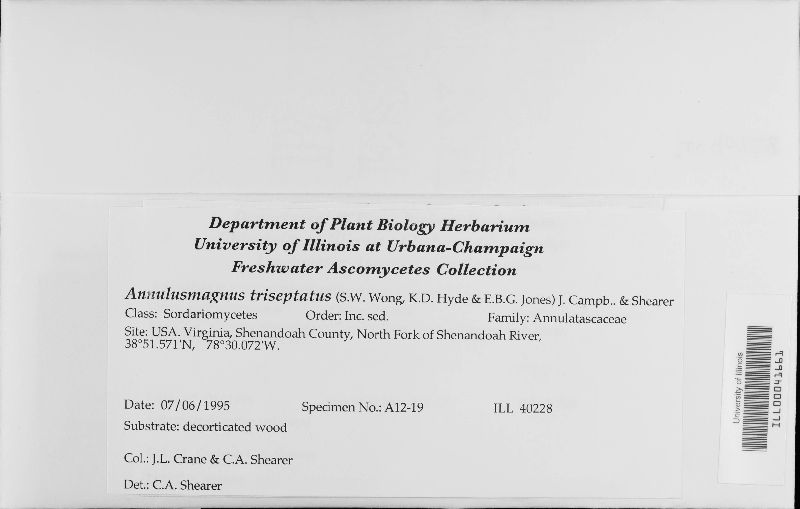 Department of Plant Biology Herbarium
University of Illinois at Urbana-Champaign
Freshwater Ascomycetes Collection
Annulusmagnus triseptatus (S.W. Wong, K.D. Hyde & E.B.G. Jones) J. Campb.. & Shearer
Class: Sordariomycetes Order: Inc. sed. Family: Annulatascaceae
Site: USA. Virginia, Shenandoah County, North Fork of Shenandoah River,
38°51.571'N, 78°30.072'W.
Date: 07/06/1995 Specimen No.: A12-19 ILL 40228
Substrate: decorticated wood
Col.: J.L. Crane & C.A. Shearer
Det.: C.A. Shearer
University of Illinois
ILL00041661